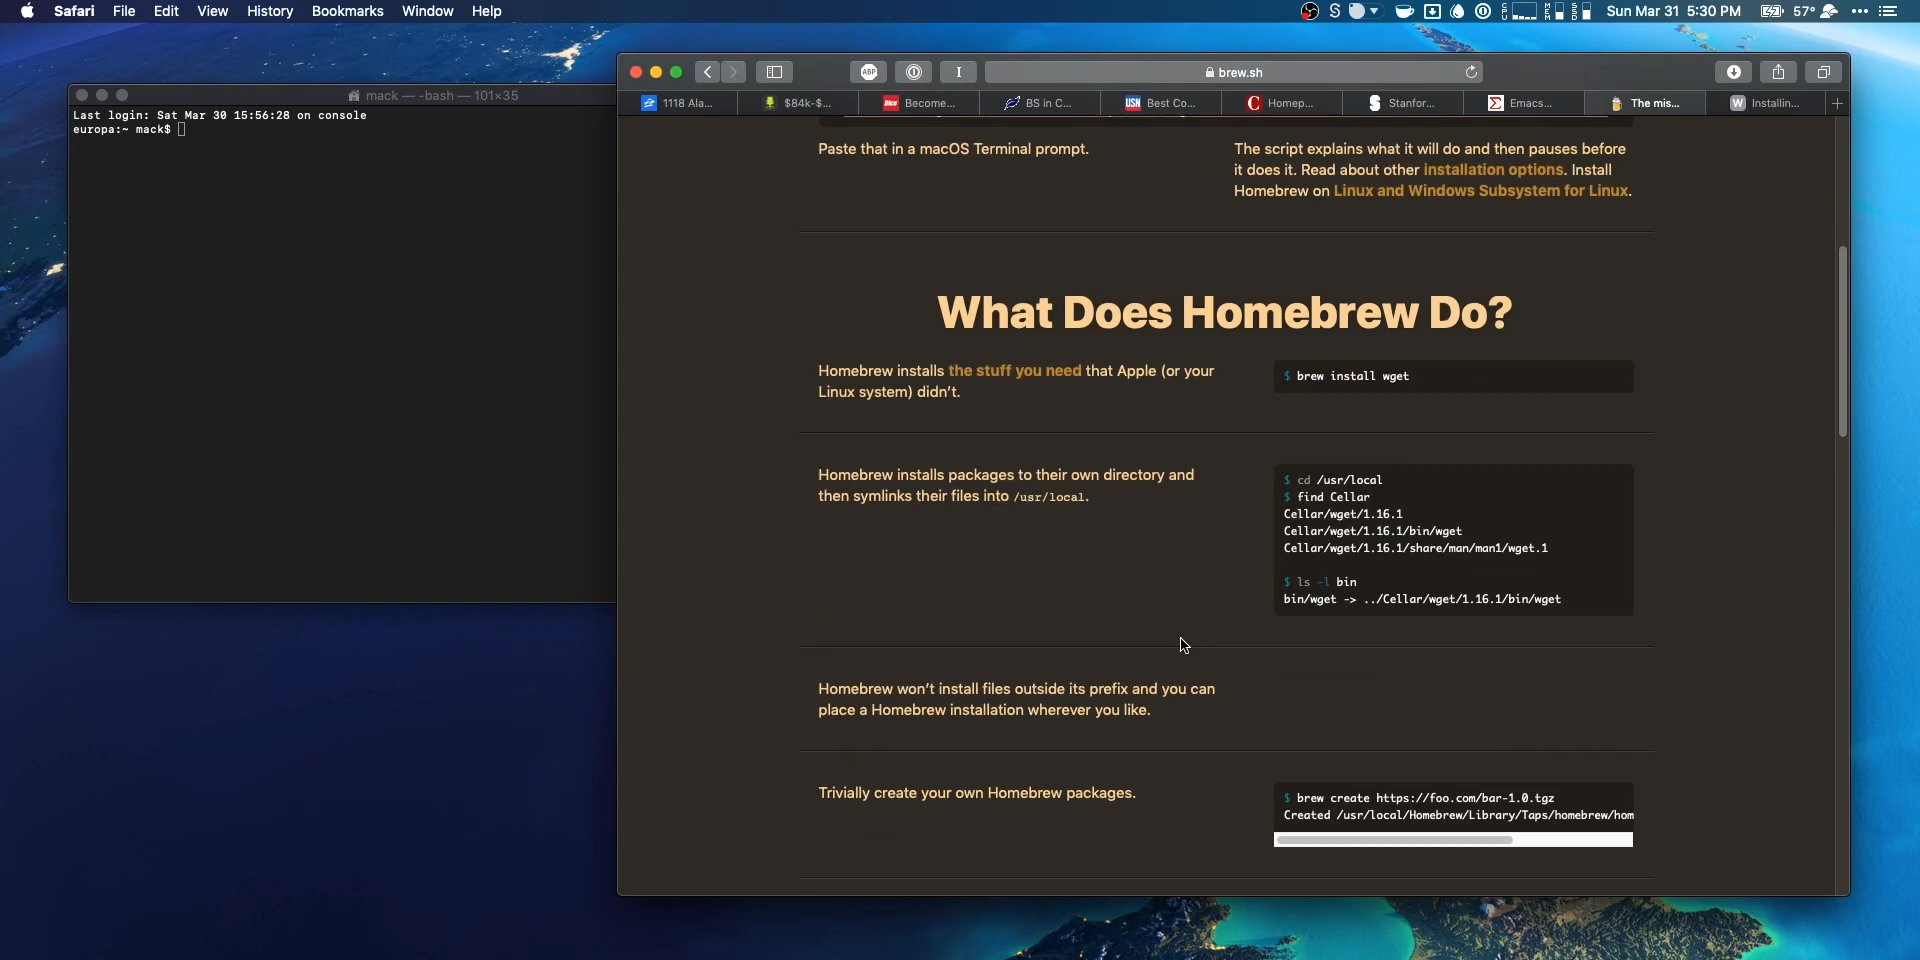 Safari File Edit View History Bookmarks Window Help
Sun Mar 31 5:30 PM 57°
mack — -bash — 101×35
Last login: Sat Mar 30 15:56:28 on console
europa:~ mack$
ABP
brew.sh
1118 Ala...
$84k-$...
Dice Become...
BS in C...
USN Best Co...
C Homep...
S Stanfor...
Emacs...
The mis...
W Installin...
Paste that in a macOS Terminal prompt.
The script explains what it will do and then pauses before
it does it. Read about other installation options. Install
Homebrew on Linux and Windows Subsystem for Linux.
What Does Homebrew Do?
Homebrew installs the stuff you need that Apple (or your
Linux system) didn’t.
$ brew install wget
Homebrew installs packages to their own directory and
then symlinks their files into /usr/local.
$ cd /usr/local
$ find Cellar
Cellar/wget/1.16.1
Cellar/wget/1.16.1/bin/wget
Cellar/wget/1.16.1/share/man/man1/wget.1
$ ls -l bin
bin/wget -> ../Cellar/wget/1.16.1/bin/wget
Homebrew won’t install files outside its prefix and you can
place a Homebrew installation wherever you like.
Trivially create your own Homebrew packages.
$ brew create https://foo.com/bar-1.0.tgz
Created /usr/local/Homebrew/Library/Taps/homebrew/hom